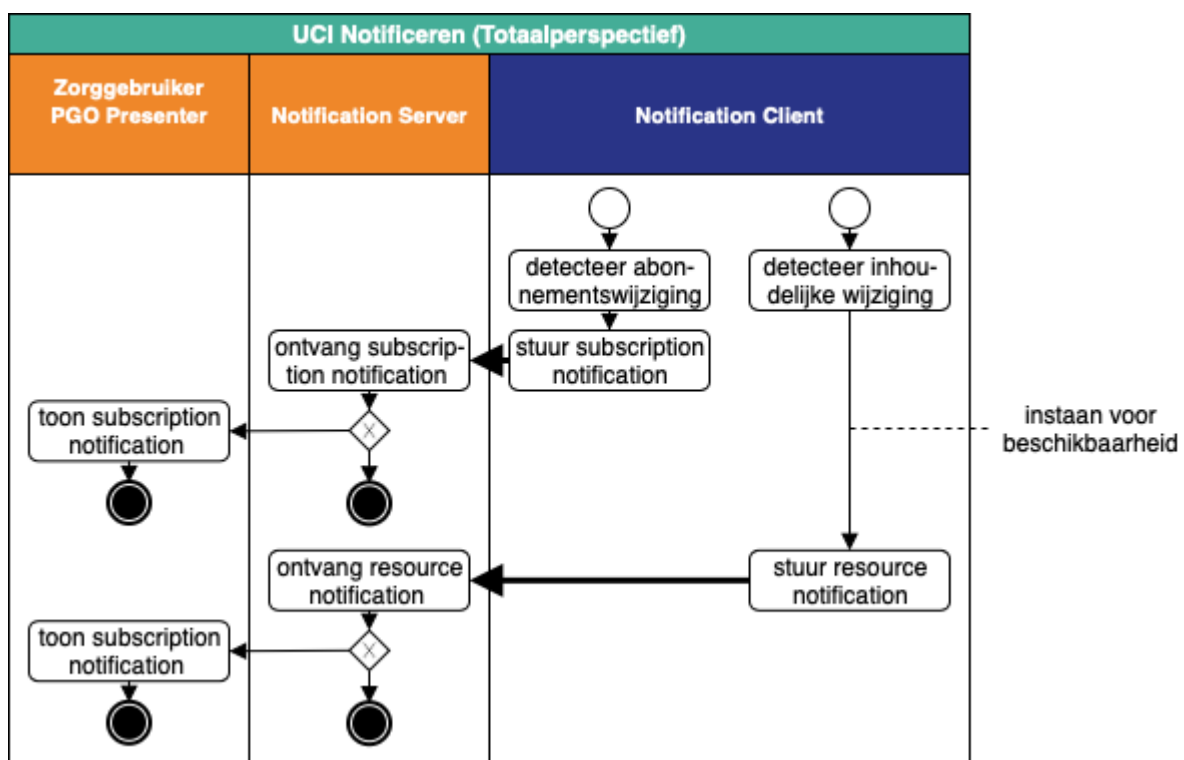 UCI Notificeren (Totaalperspectief)
Zorggebruiker
PGO Presenter
Notification Server
Notification Client
detecteer abon-
nementswijziging
detecteer inhou-
delijke wijziging
ontvang subscrip-
tion notification
stuur subscription
notification
toon subscription
notification
X
instaan voor
beschikbaarheid
ontvang resource
notification
stuur resource
notification
toon subscription
notification
X